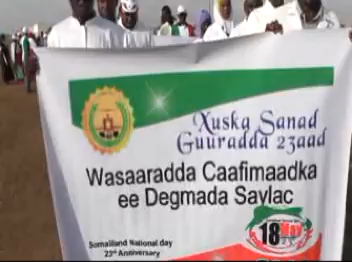 Xuska Sanad
Guuradda 23aad
Wasaaradda Caafimaadka
ee Degmada Saylac
Somaliland National day
23rd Anniversary
18 May